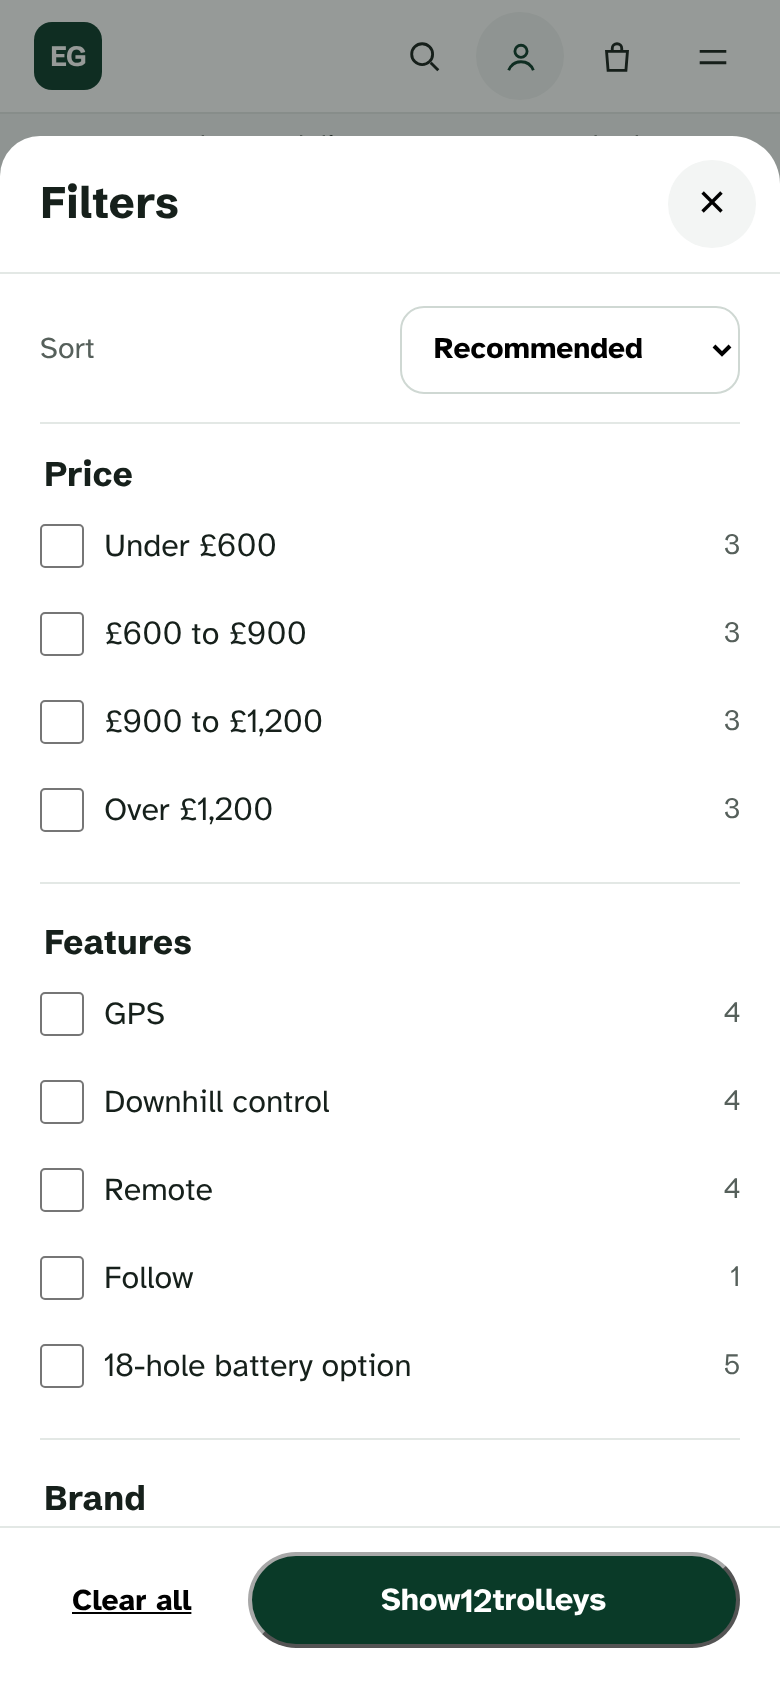 EG
Filters
Sort
Recommended
Price
Under £600 3
£600 to £900 3
£900 to £1,200 3
Over £1,200 3
Features
GPS 4
Downhill control 4
Remote 4
Follow 1
18-hole battery option 5
Brand
Clear all
Show12trolleys